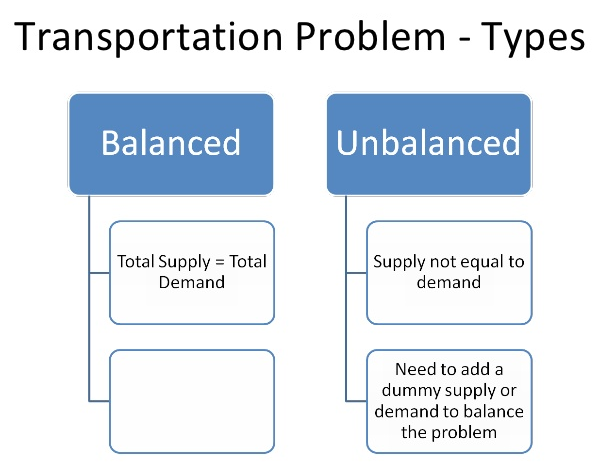 Transportation Problem - Types
Balanced
Total Supply = Total
Demand
Unbalanced
Supply not equal to
demand
Need to add a
dummy supply or
demand to balance
the problem